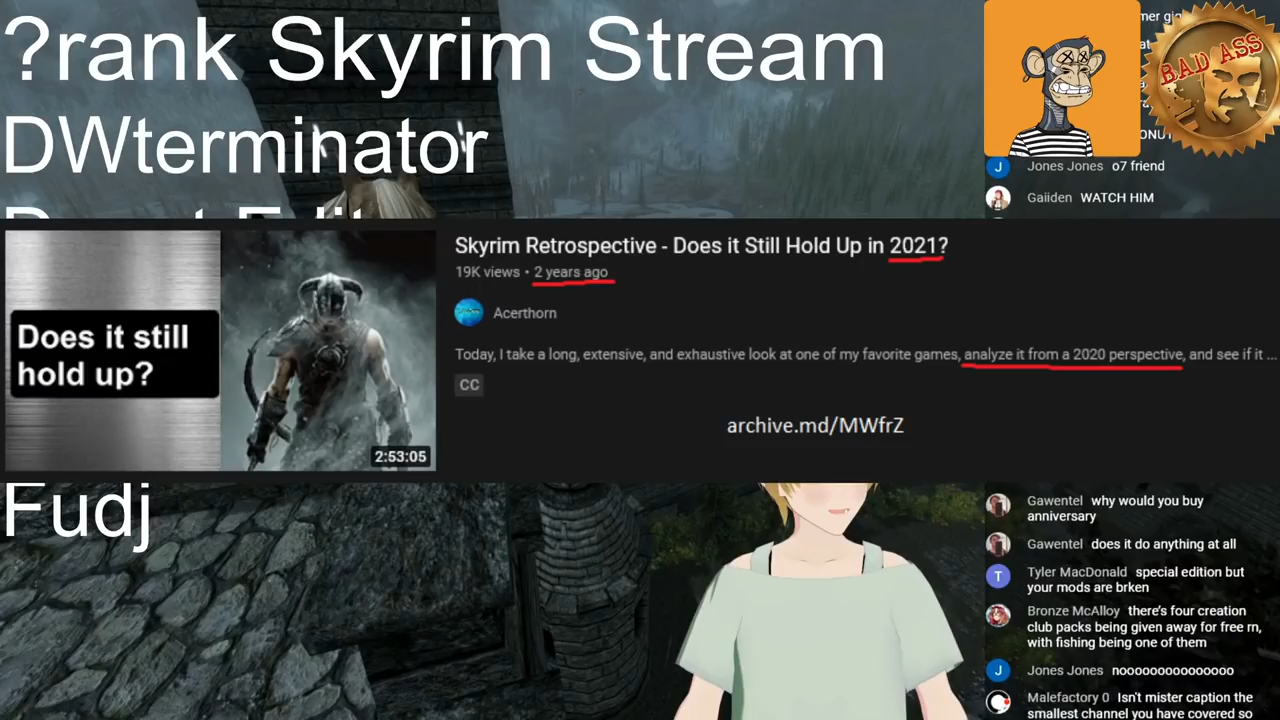 ?rank Skyrim Stream
DWterminator
BAD ASS
Jones Jones o7 friend
Gaiiden WATCH HIM
Skyrim Retrospective - Does it Still Hold Up in 2021?
19K views • 2 years ago
Acerthorn
Today, I take a long, extensive, and exhaustive look at one of my favorite games, analyze it from a 2020 perspective, and see if it ...
CC
Does it still
hold up?
2:53:05
archive.md/MWfrZ
Fudj
Gawentel why would you buy
anniversary
Gawentel does it do anything at all
Tyler MacDonald special edition but
your mods are brken
Bronze McAlloy there's four creation
club packs being given away for free rn,
with fishing being one of them
Jones Jones nooooooooooooooo
Malefactory 0 Isn't mister caption the
smallest channel you have covered so